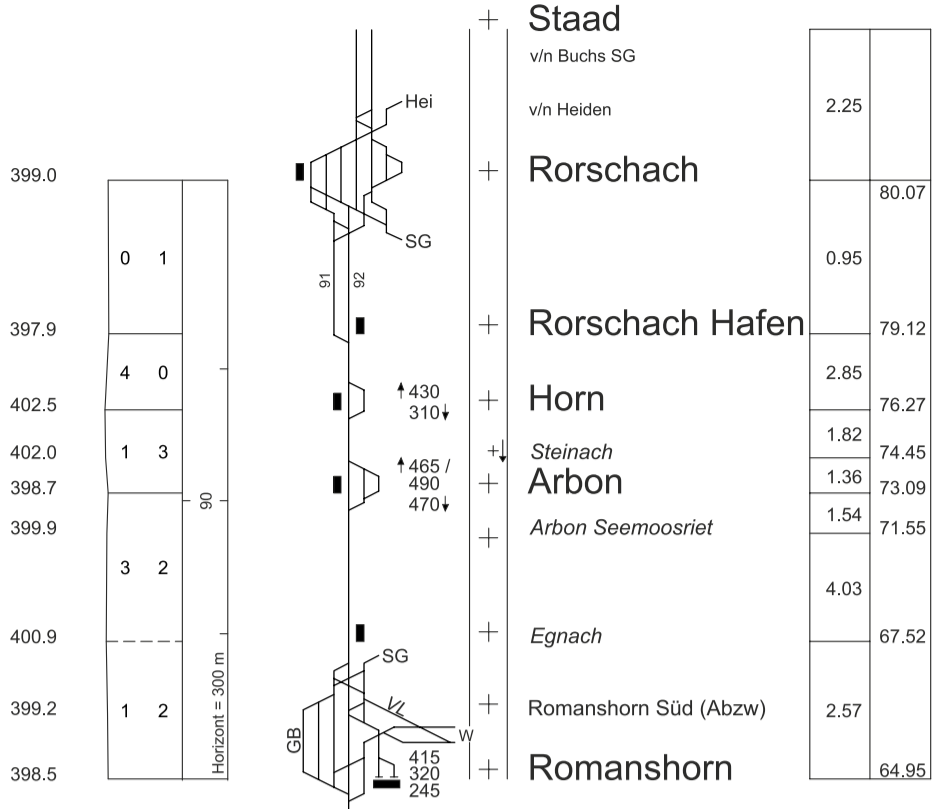 Staad
v/n Buchs SG
Hei
v/n Heiden
2.25
399.0
Rorschach
80.07
SG
0 1
91
92
0.95
397.9
Rorschach Hafen
79.12
4 0
430
2.85
402.5
310
Horn
76.27
1.82
402.0
1 3
Steinach
74.45
465 /
398.7
490
Arbon
1.36
73.09
470
90
1.54
399.9
Arbon Seemoosriet
71.55
3 2
4.03
400.9
Egnach
67.52
SG
Horizont = 300 m
399.2
1 2
VL
Romanshorn Süd (Abzw)
2.57
GB
W
415
398.5
320
Romanshorn
64.95
245